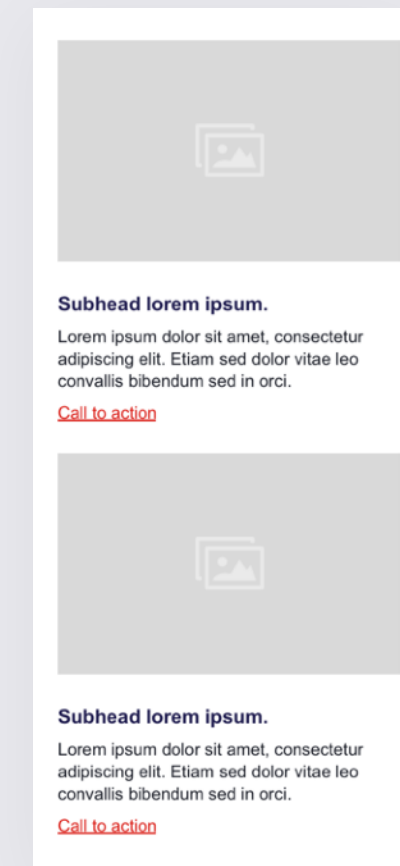 Subhead lorem ipsum.
Lorem ipsum dolor sit amet, consectetur
adipiscing elit. Etiam sed dolor vitae leo
convallis bibendum sed in orci.
Call to action
Subhead lorem ipsum.
Lorem ipsum dolor sit amet, consectetur
adipiscing elit. Etiam sed dolor vitae leo
convallis bibendum sed in orci.
Call to action